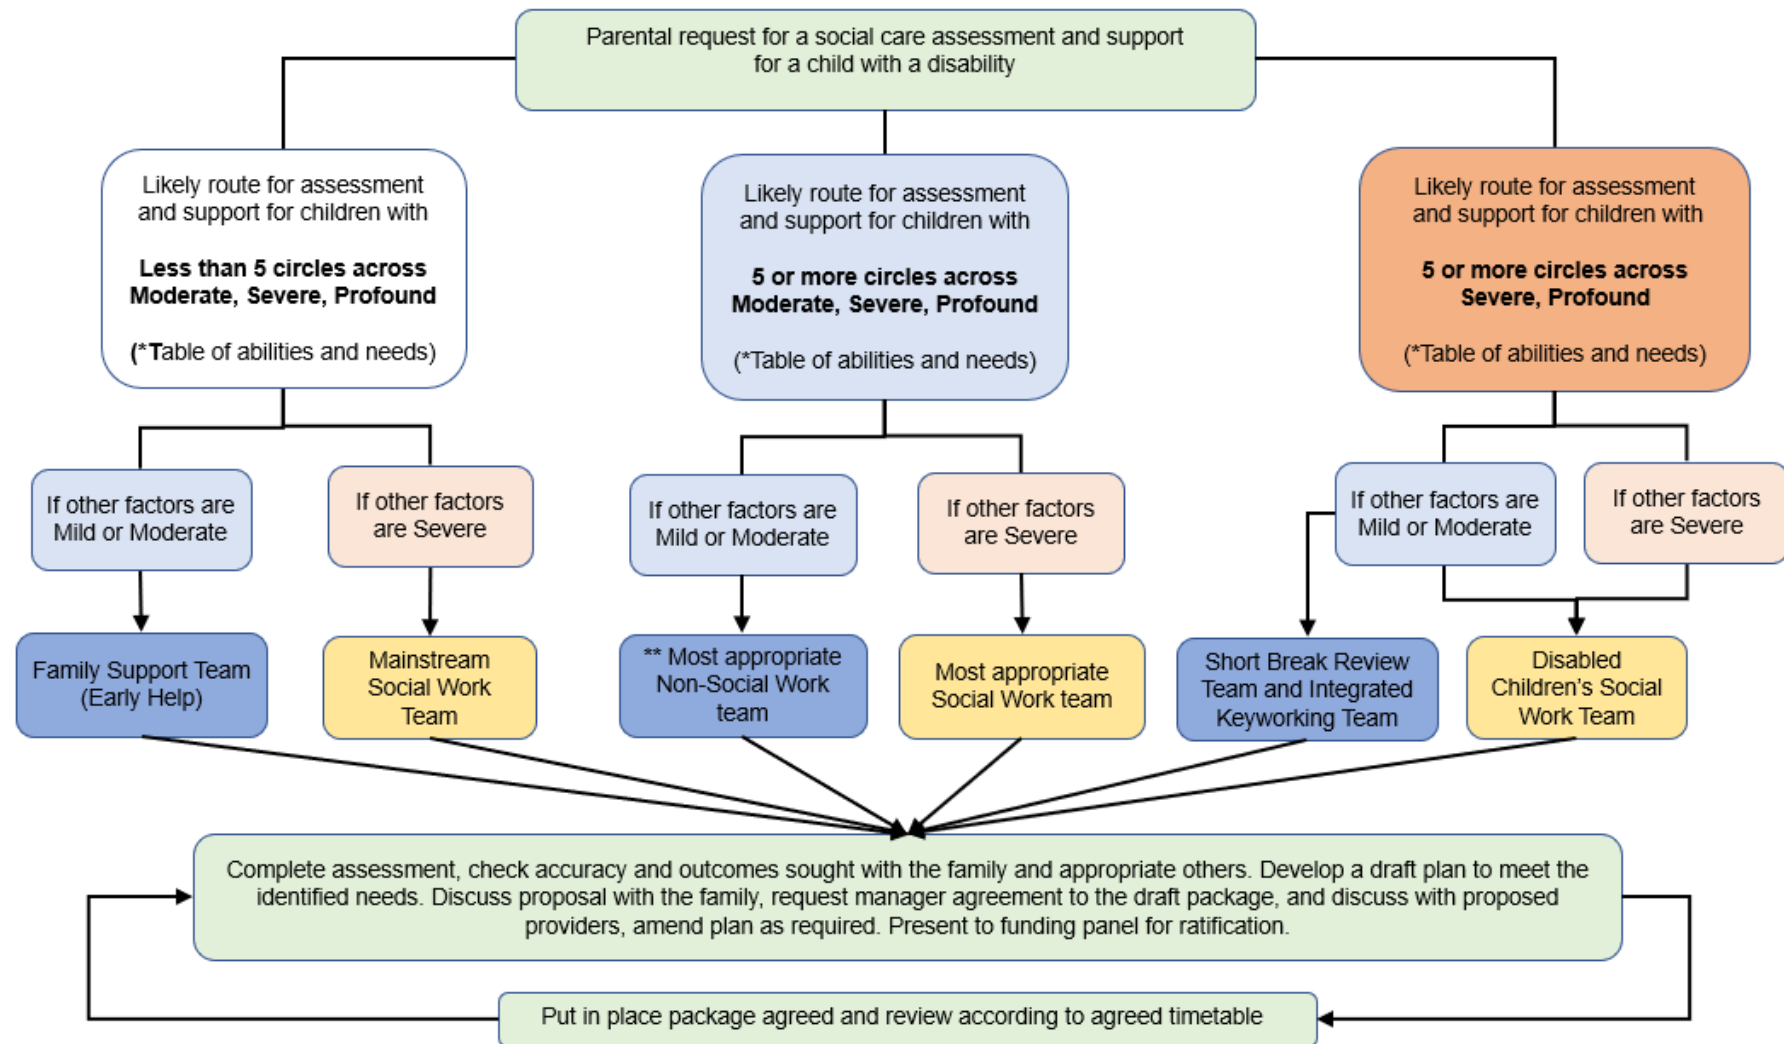 Parental request for a social care assessment and support
for a child with a disability
Likely route for assessment
and support for children with
Less than 5 circles across
Moderate, Severe, Profound
(*Table of abilities and needs)
Likely route for assessment
and support for children with
5 or more circles across
Moderate, Severe, Profound
(*Table of abilities and needs)
Likely route for assessment
and support for children with
5 or more circles across
Severe, Profound
(*Table of abilities and needs)
If other factors are
Mild or Moderate
If other factors
are Severe
If other factors are
Mild or Moderate
If other factors
are Severe
If other factors are
Mild or Moderate
If other factors
are Severe
Family Support Team
(Early Help)
Mainstream
Social Work
Team
** Most appropriate
Non-Social Work
team
Most appropriate
Social Work team
Short Break Review
Team and Integrated
Keyworking Team
Disabled
Children's Social
Work Team
Complete assessment, check accuracy and outcomes sought with the family and appropriate others. Develop a draft plan to meet the
identified needs. Discuss proposal with the family, request manager agreement to the draft package, and discuss with proposed
providers, amend plan as required. Present to funding panel for ratification.
Put in place package agreed and review according to agreed timetable